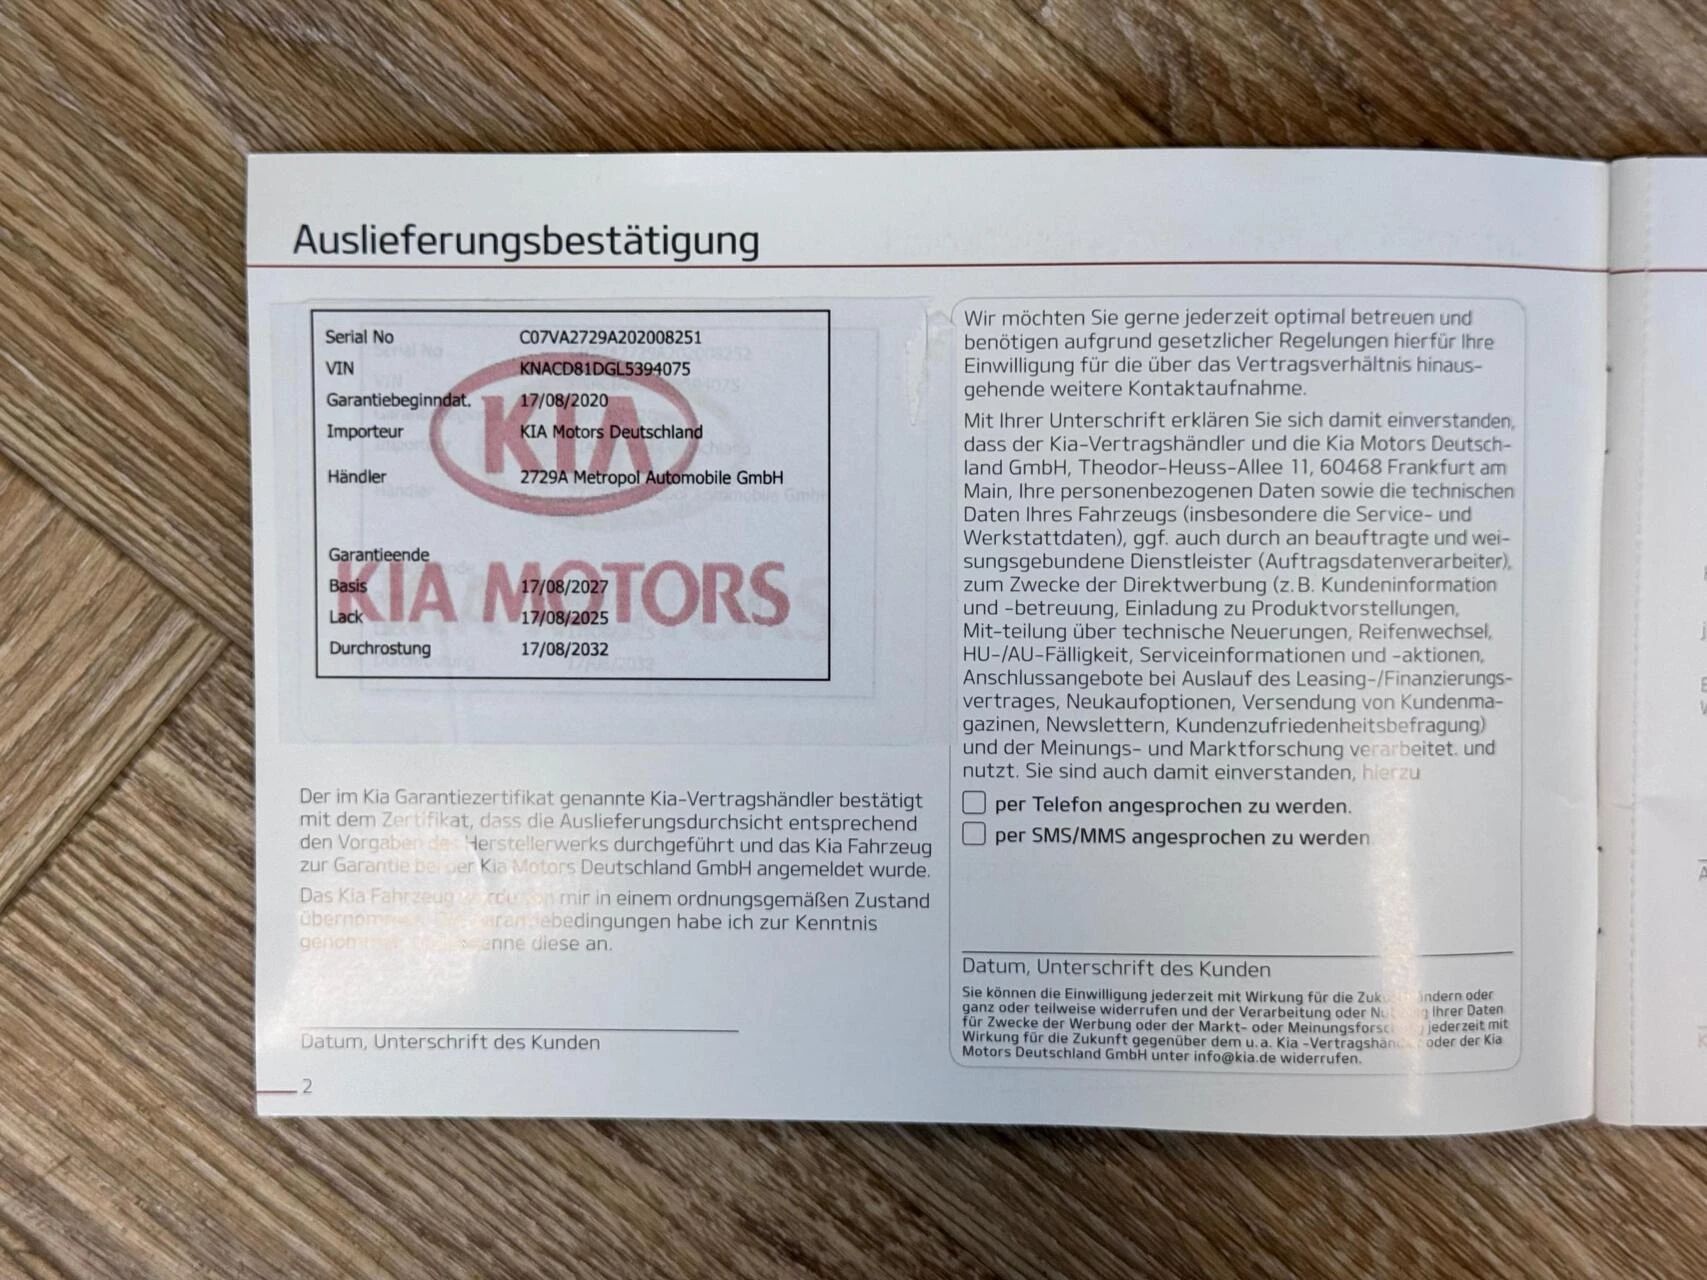 Auslieferungsbestätigung
Serial No C07VA2729A202008251
VIN KNACD81DGL5394075
Garantiebeginndat. 17/08/2020
Importeur KIA Motors Deutschland
KIA
Händler 2729A Metropol Automobile GmbH
Garantieende
KIA MOTORS
Basis 17/08/2027
Lack 17/08/2025
Durchrostung 17/08/2032
Der im Kia Garantiezertifikat genannte Kia-Vertragshändler bestätigt
mit dem Zertifikat, dass die Auslieferungsdurchsicht entsprechend
den Vorgaben des Herstellerwerks durchgeführt und das Kia Fahrzeug
zur Garantie bei der Kia Motors Deutschland GmbH angemeldet wurde.
Das Kia Fahrzeug wurde von mir in einem ordnungsgemäßen Zustand
übernommen. Die Garantiebedingungen habe ich zur Kenntnis
genommen und erkenne diese an.
Datum, Unterschrift des Kunden
2
Wir möchten Sie gerne jederzeit optimal betreuen und
benötigen aufgrund gesetzlicher Regelungen hierfür Ihre
Einwilligung für die über das Vertragsverhältnis hinaus-
gehende weitere Kontaktaufnahme.
Mit Ihrer Unterschrift erklären Sie sich damit einverstanden,
dass der Kia-Vertragshändler und die Kia Motors Deutsch-
land GmbH, Theodor-Heuss-Allee 11, 60468 Frankfurt am
Main, Ihre personenbezogenen Daten sowie die technischen
Daten Ihres Fahrzeugs (insbesondere die Service- und
Werkstattdaten), ggf. auch durch an beauftragte und wei-
sungsgebundene Dienstleister (Auftragsdatenverarbeiter),
zum Zwecke der Direktwerbung (z.B. Kundeninformation
und -betreuung, Einladung zu Produktvorstellungen,
Mit-teilung über technische Neuerungen, Reifenwechsel,
HU-/AU-Fälligkeit, Serviceinformationen und -aktionen,
Anschlussangebote bei Auslauf des Leasing-/Finanzierungs-
vertrages, Neukaufoptionen, Versendung von Kundenma-
gazinen, Newslettern, Kundenzufriedenheitsbefragung)
und der Meinungs- und Marktforschung verarbeitet. und
nutzt. Sie sind auch damit einverstanden, hierzu
per Telefon angesprochen zu werden.
per SMS/MMS angesprochen zu werden
Datum, Unterschrift des Kunden
Sie können die Einwilligung jederzeit mit Wirkung für die Zukunft ändern oder
ganz oder teilweise widerrufen und der Verarbeitung oder Nutzung Ihrer Daten
für Zwecke der Werbung oder der Markt- oder Meinungsforschung jederzeit mit
Wirkung für die Zukunft gegenüber dem u.a. Kia -Vertragshändler oder der Kia
Motors Deutschland GmbH unter info@kia.de widerrufen.